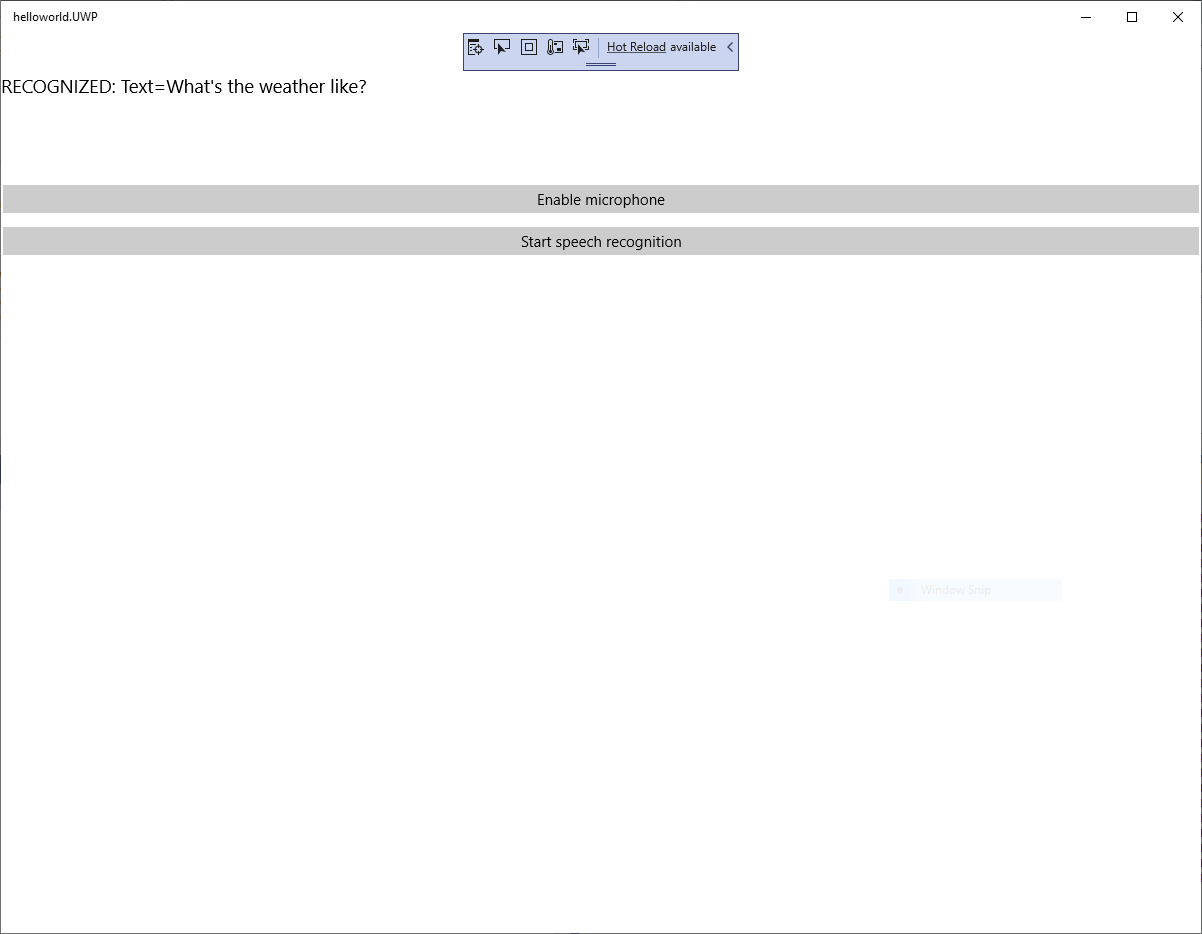 helloworld.UWP
Hot Reload available
RECOGNIZED: Text=What's the weather like?
Enable microphone
Start speech recognition
Window Snip